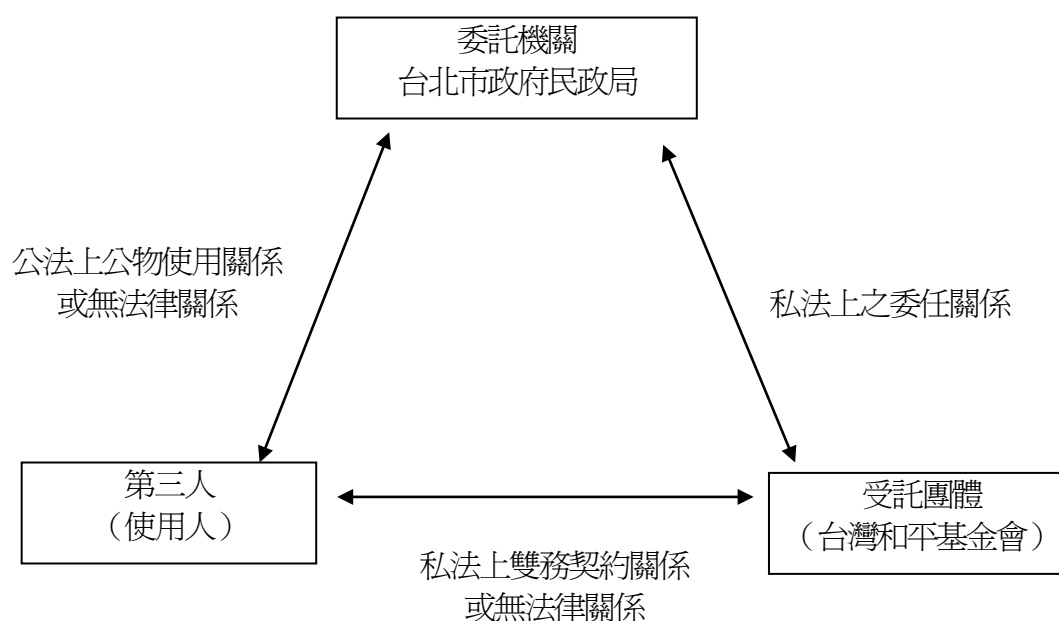 委託機關
台北市政府民政局
公法上公物使用關係
或無法律關係
私法上之委任關係
第三人
（使用人）
受託團體
（台灣和平基金會）
私法上雙務契約關係
或無法律關係